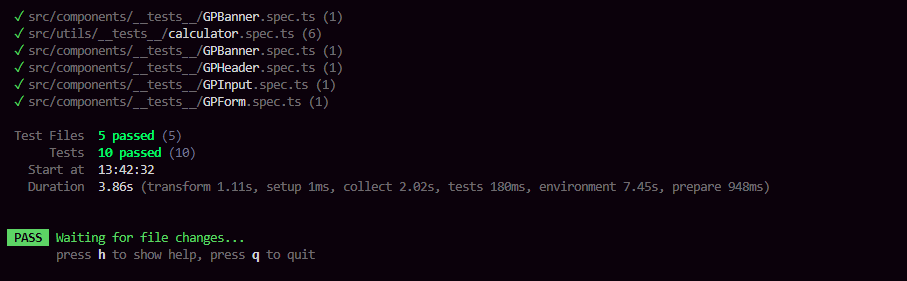 ✓ src/components/__tests__/GPBanner.spec.ts (1)
✓ src/utils/__tests__/calculator.spec.ts (6)
✓ src/components/__tests__/GPBanner.spec.ts (1)
✓ src/components/__tests__/GPHeader.spec.ts (1)
✓ src/components/__tests__/GPInput.spec.ts (1)
✓ src/components/__tests__/GPForm.spec.ts (1)
Test Files 5 passed (5)
Tests 10 passed (10)
Start at 13:42:32
Duration 3.86s (transform 1.11s, setup 1ms, collect 2.02s, tests 180ms, environment 7.45s, prepare 948ms)
PASS Waiting for file changes...
press h to show help, press q to quit